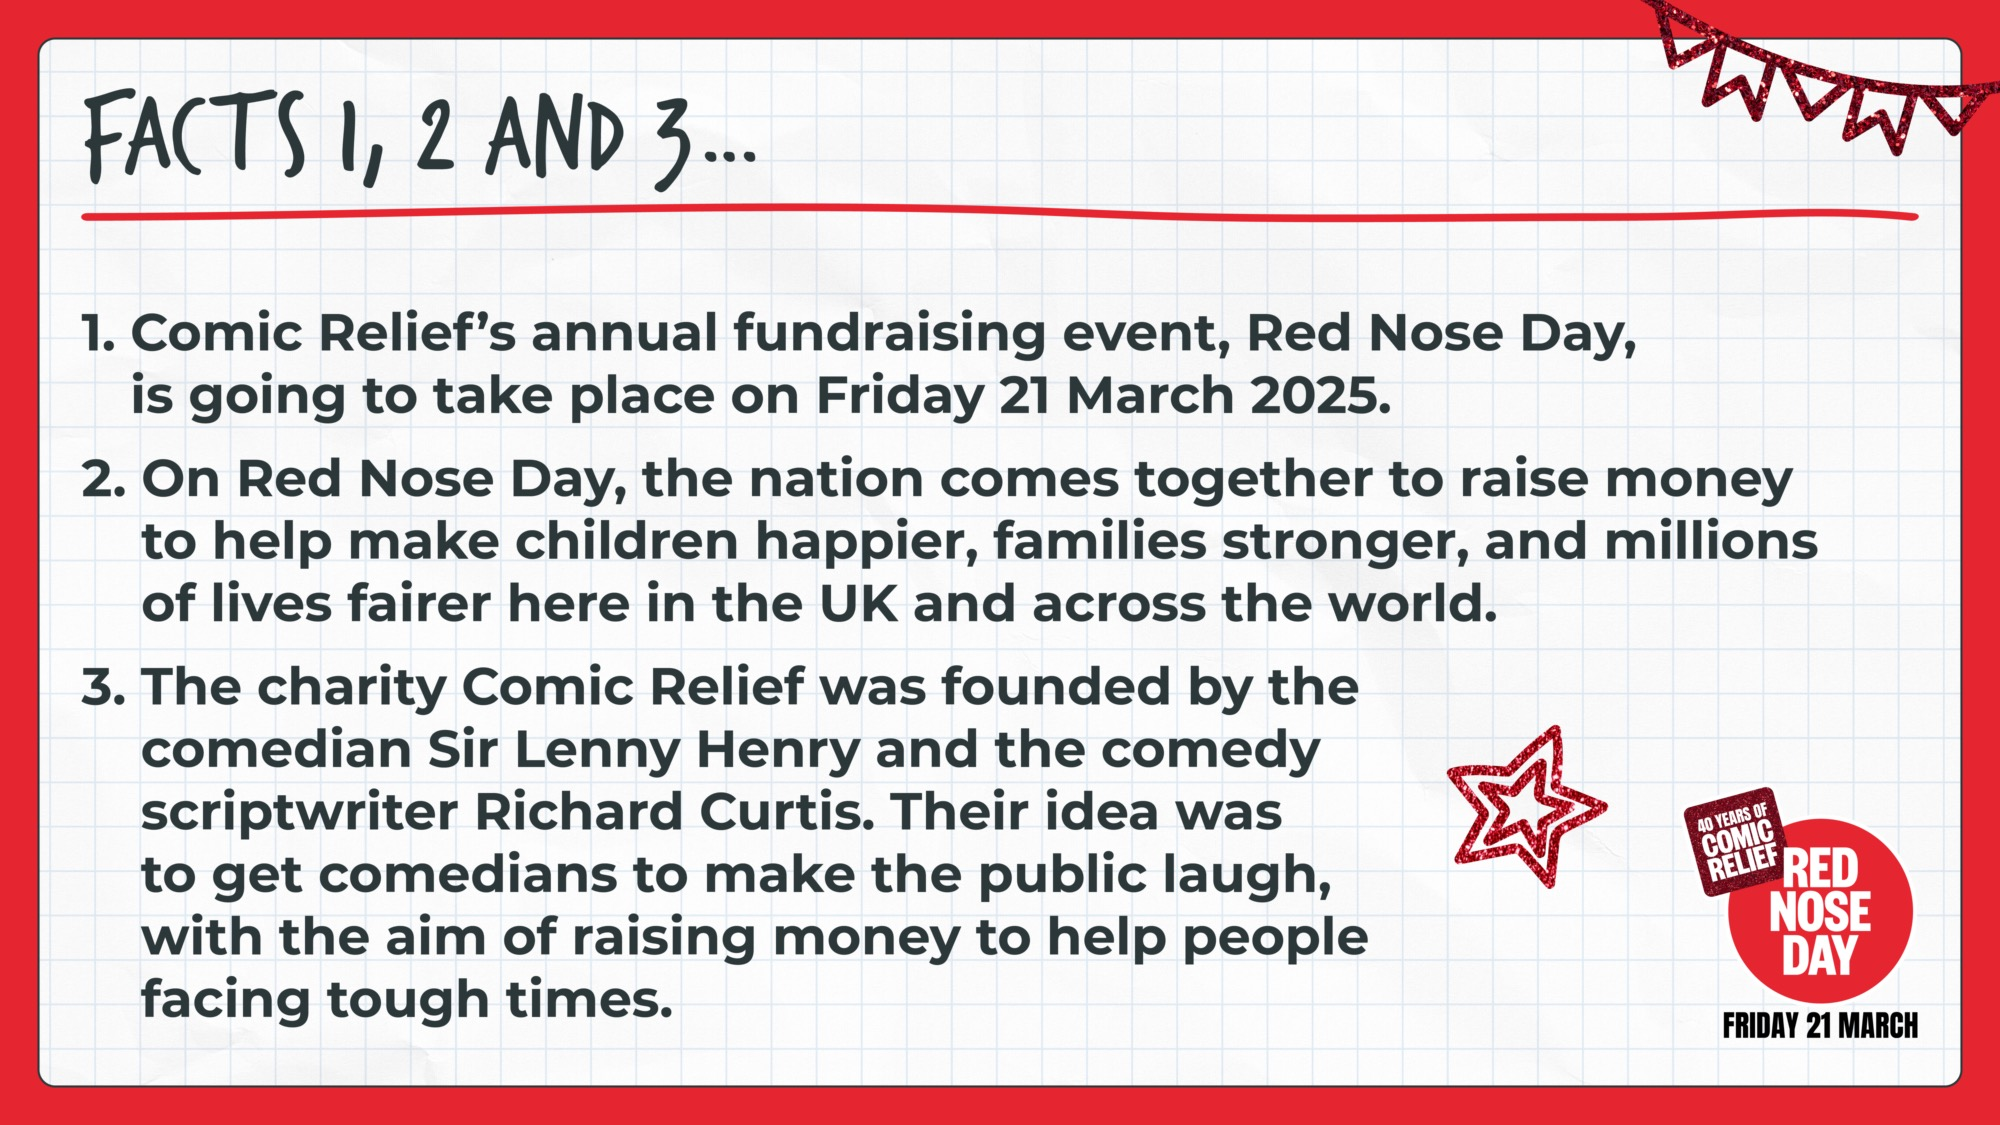 FACTS 1, 2 AND 3...
1. Comic Relief’s annual fundraising event, Red Nose Day,
is going to take place on Friday 21 March 2025.
2. On Red Nose Day, the nation comes together to raise money
to help make children happier, families stronger, and millions
of lives fairer here in the UK and across the world.
3. The charity Comic Relief was founded by the
comedian Sir Lenny Henry and the comedy
scriptwriter Richard Curtis. Their idea was
to get comedians to make the public laugh,
with the aim of raising money to help people
facing tough times.
40 YEARS OF
COMIC
RELIEF
RED
NOSE
DAY
FRIDAY 21 MARCH